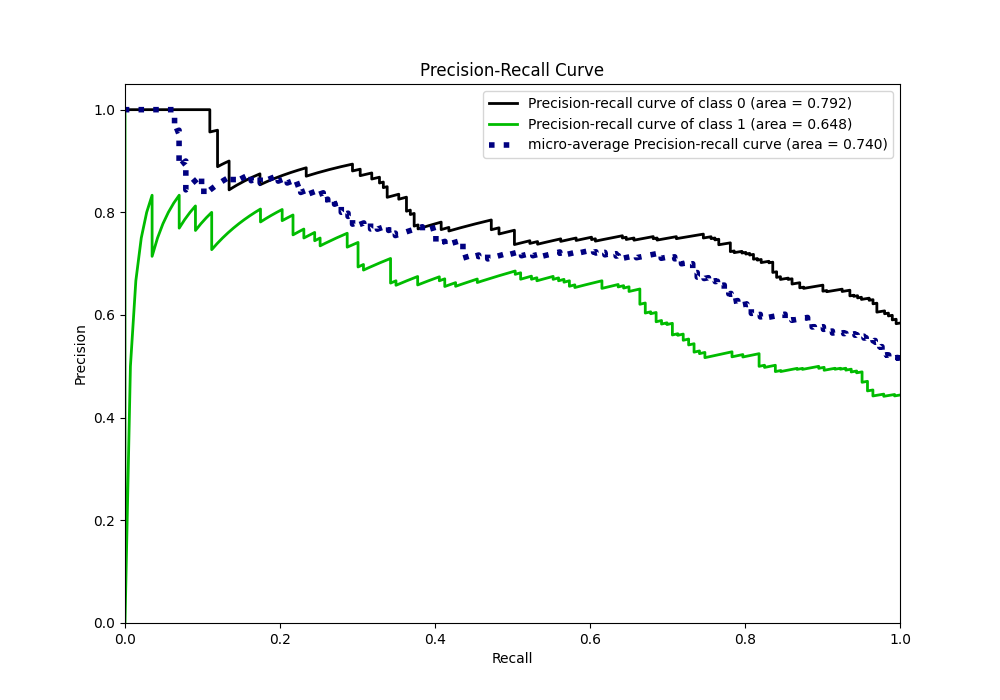 Precision-Recall Curve
Precision-recall curve of class 0 (area = 0.792)
Precision-recall curve of class 1 (area = 0.648)
micro-average Precision-recall curve (area = 0.740)
1.0
0.8
0.6
0.4
0.2
0.0
Precision
0.0 0.2 0.4 0.6 0.8 1.0
Recall